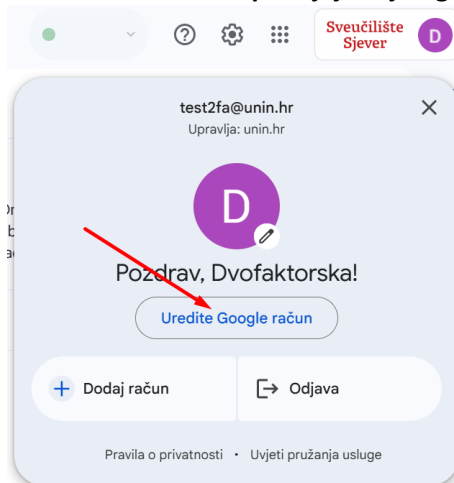 Sveučilište
Sjever
D
test2fa@unin.hr
Upravlja: unin.hr
D
Pozdrav, Dvofaktorska!
Uredite Google račun
Dodaj račun
Odjava
Pravila o privatnosti • Uvjeti pružanja usluge